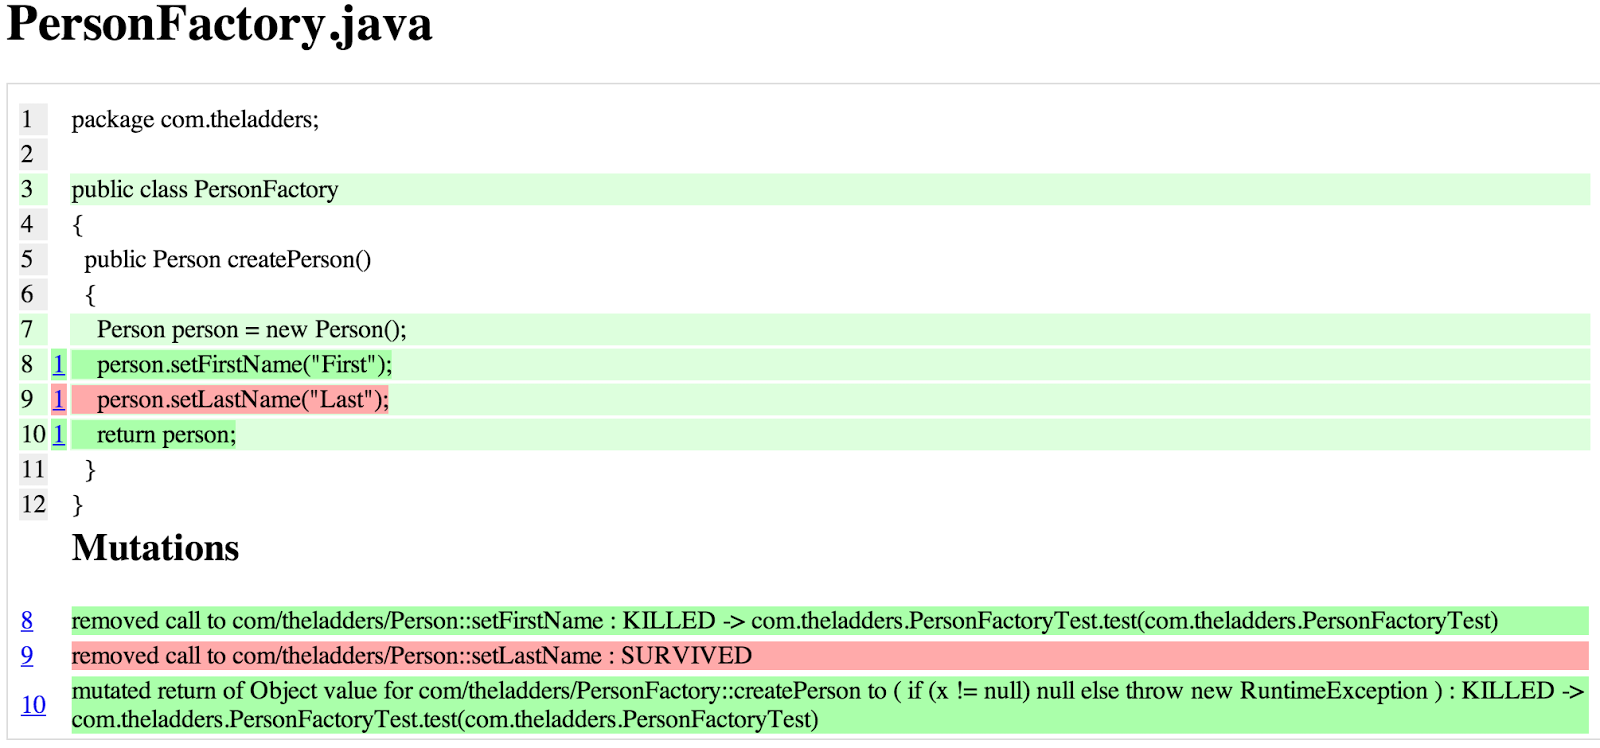 PersonFactory.java
1 package com.theladders;
2
3 public class PersonFactory
4 {
5 public Person createPerson()
6 {
7 Person person = new Person();
8 1 person.setFirstName("First");
9 1 person.setLastName("Last");
10 1 return person;
11 }
12 }
Mutations
8 removed call to com/theladders/Person::setFirstName : KILLED -> com.theladders.PersonFactoryTest.test(com.theladders.PersonFactoryTest)
9 removed call to com/theladders/Person::setLastName : SURVIVED
10 mutated return of Object value for com/theladders/PersonFactory::createPerson to ( if (x != null) null else throw new RuntimeException ) : KILLED ->
com.theladders.PersonFactoryTest.test(com.theladders.PersonFactoryTest)